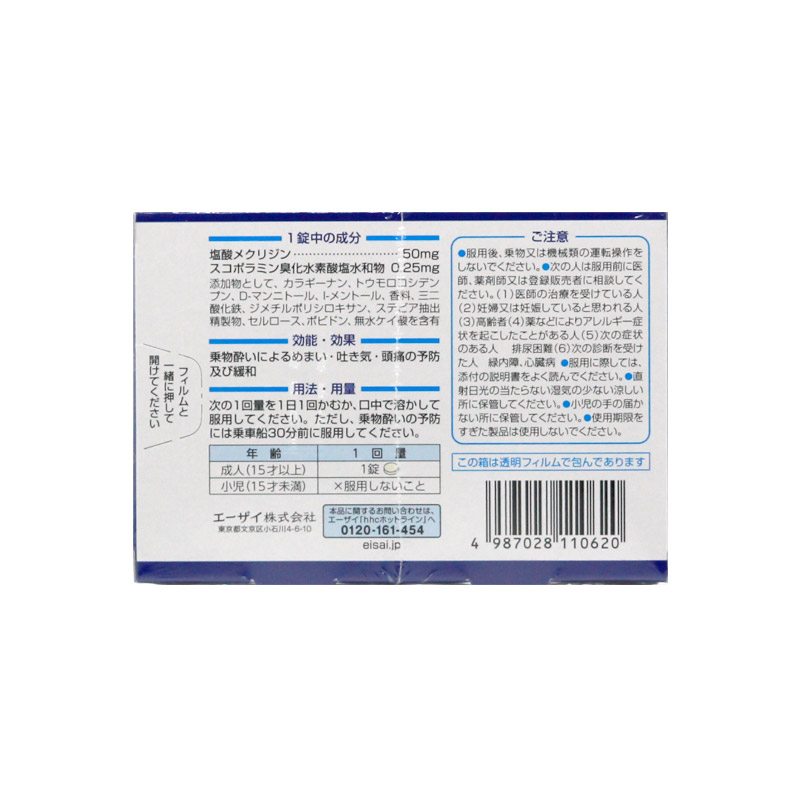 1錠中の成分
塩酸メクリジン…………………………50mg
スコポラミン臭化水素酸塩水和物 0.25mg
添加物として、カラギーナン、トウモロコシデン
プン、D-マンニトール、l-メントール、香料、三二
酸化鉄、ジメチルポリシロキサン、ステビア抽出
精製物、セルロース、ポビドン、無水ケイ酸を含有
効能・効果
乗物酔いによるめまい・吐き気・頭痛の予防
及び緩和
用法・用量
次の1回量を1日1回かむか、口中で溶かして
服用してください。ただし、乗物酔いの予防
には乗車船30分前に服用してください。
年齢 1回量
成人(15才以上) 1錠
小児(15才未満) ×服用しないこと
エーザイ株式会社
東京都文京区小石川4-6-10
本品に関するお問い合わせは、
エーザイ「hhcホットライン」へ
0120-161-454
eisai.jp
フィルムと
一緒に押して
開けてください
ご注意
●服用後、乗物又は機械類の運転操作を
しないでください。●次の人は服用前に医
師、薬剤師又は登録販売者に相談してく
ださい。(1)医師の治療を受けている人
(2)妊婦又は妊娠していると思われる人
(3)高齢者(4)薬などによりアレルギー症
状を起こしたことがある人(5)次の症状
のある人 排尿困難(6)次の診断を受け
た人 緑内障、心臓病 ●服用に際しては、
添付の説明書をよく読んでください。●直
射日光の当たらない湿気の少ない涼しい
所に保管してください。●小児の手の届か
ない所に保管してください。●使用期限を
すぎた製品は使用しないでください。
この箱は透明フィルムで包んであります
4 987028 110620